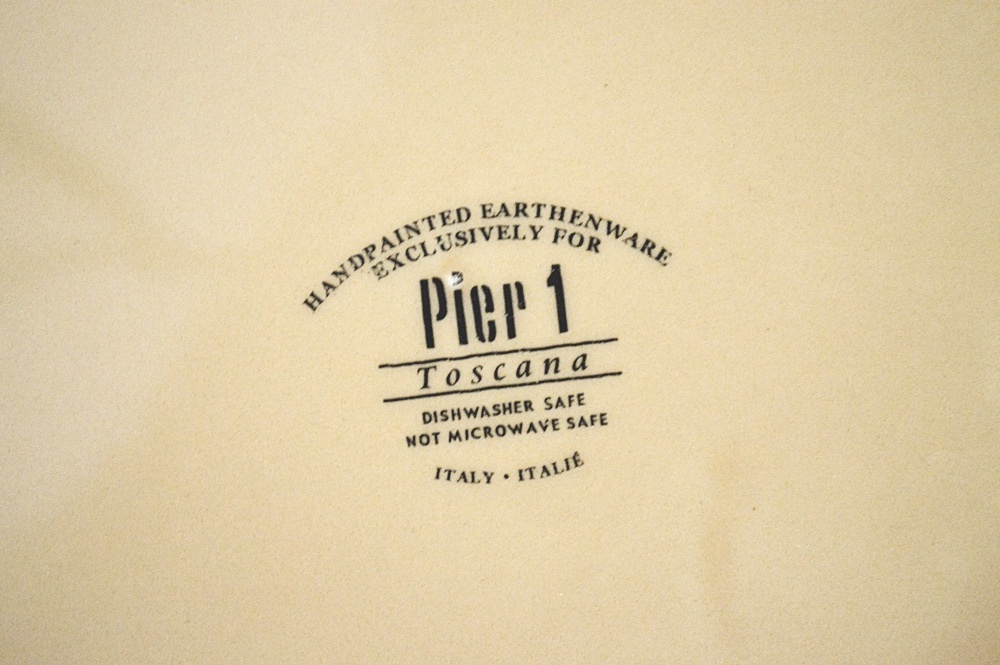 HANDPAINTED EARTHENWARE
EXCLUSIVELY FOR
Pier 1
Toscana
DISHWASHER SAFE
NOT MICROWAVE SAFE
ITALY • ITALIÉ